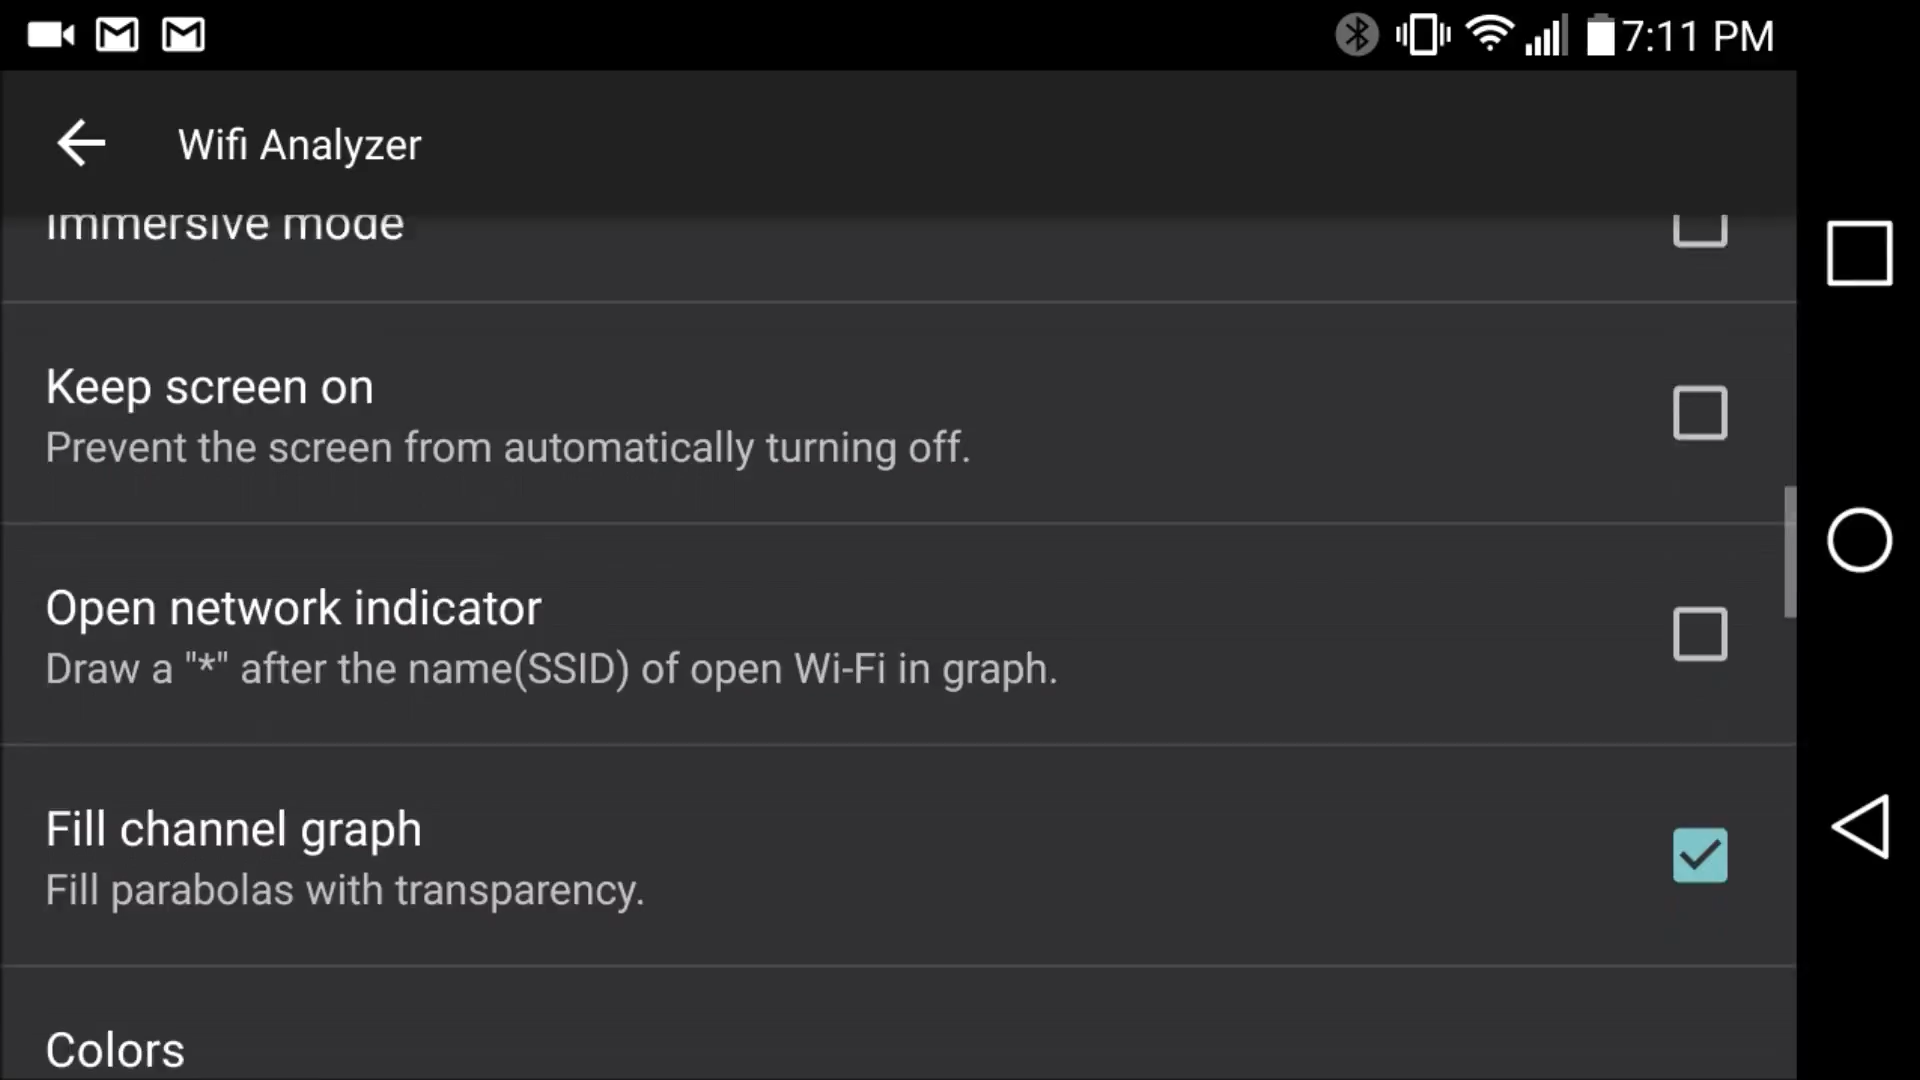 7:11 PM
Wifi Analyzer
Immersive mode
Keep screen on
Prevent the screen from automatically turning off.
Open network indicator
Draw a "*" after the name(SSID) of open Wi-Fi in graph.
Fill channel graph
Fill parabolas with transparency.
Colors